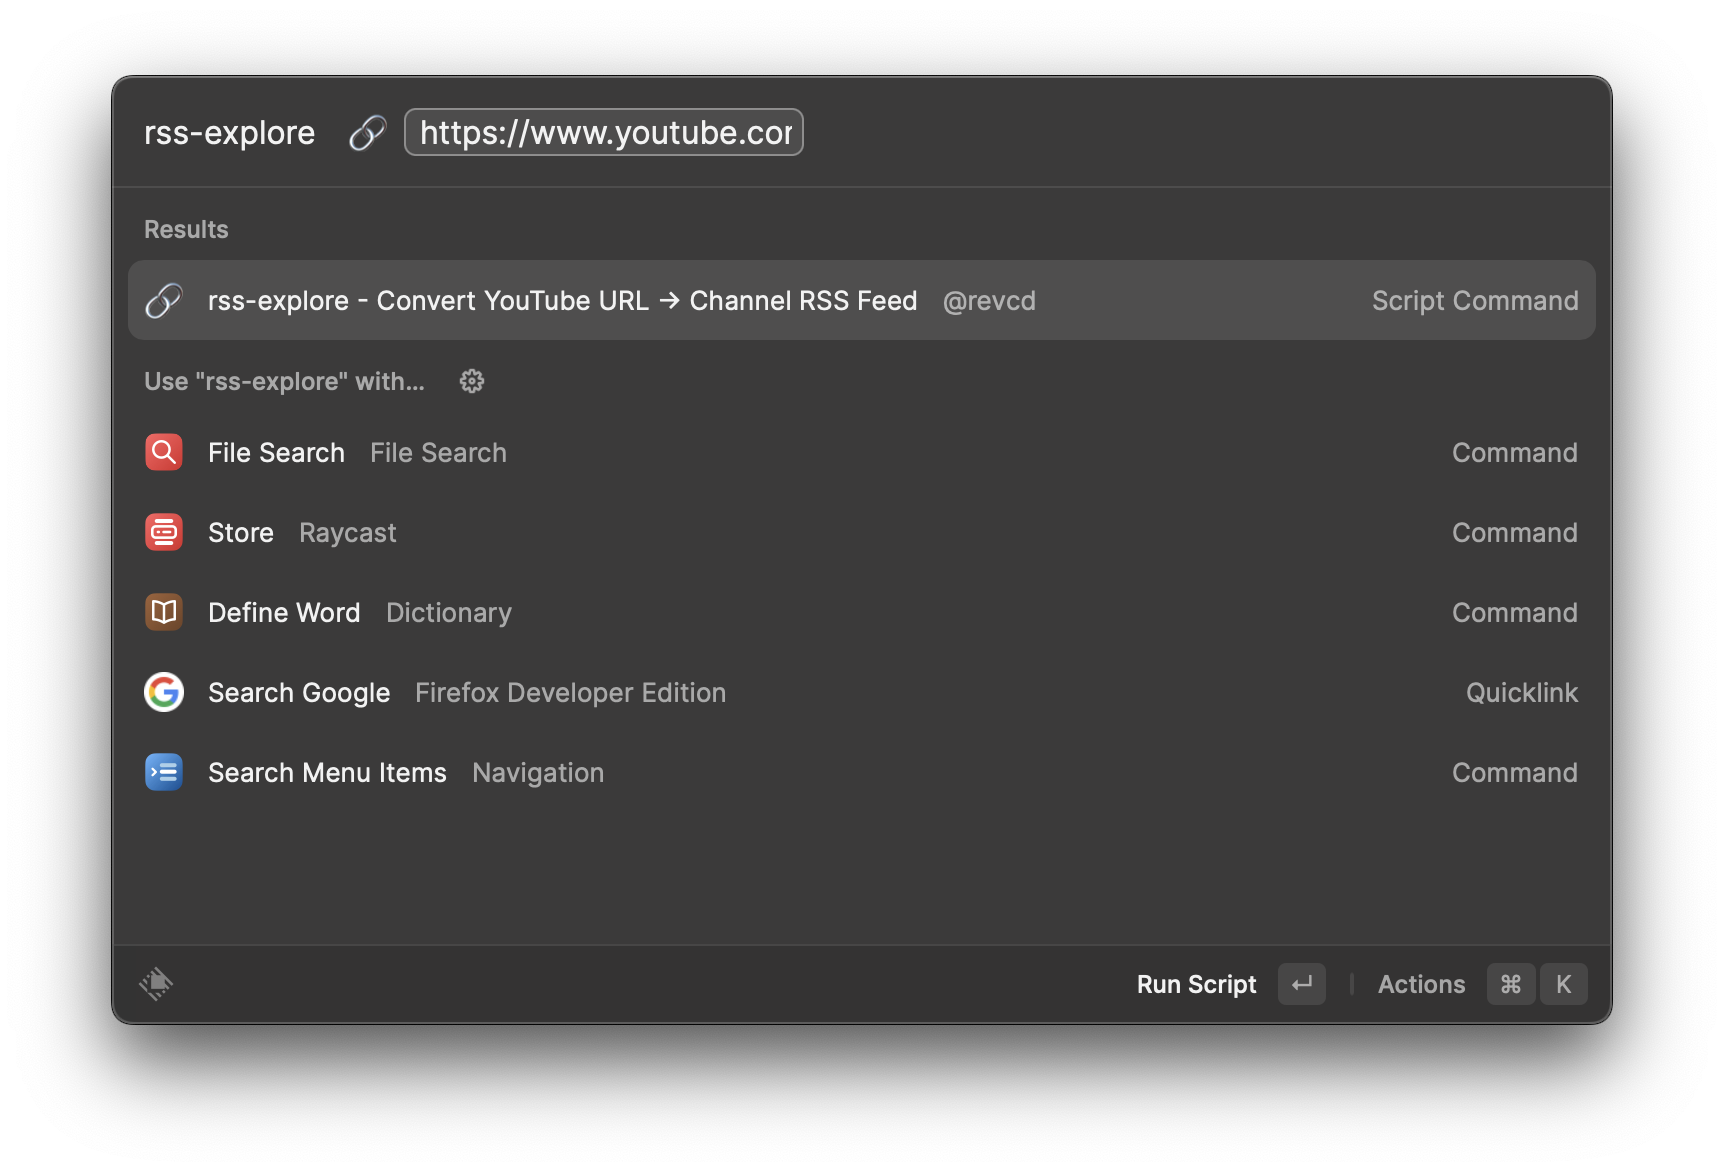 rss-explore https://www.youtube.com
Results
rss-explore - Convert YouTube URL → Channel RSS Feed @revcd Script Command
Use "rss-explore" with...
File Search File Search Command
Store Raycast Command
Define Word Dictionary Command
Search Google Firefox Developer Edition Quicklink
Search Menu Items Navigation Command
Run Script ↵ | Actions ⌘ K